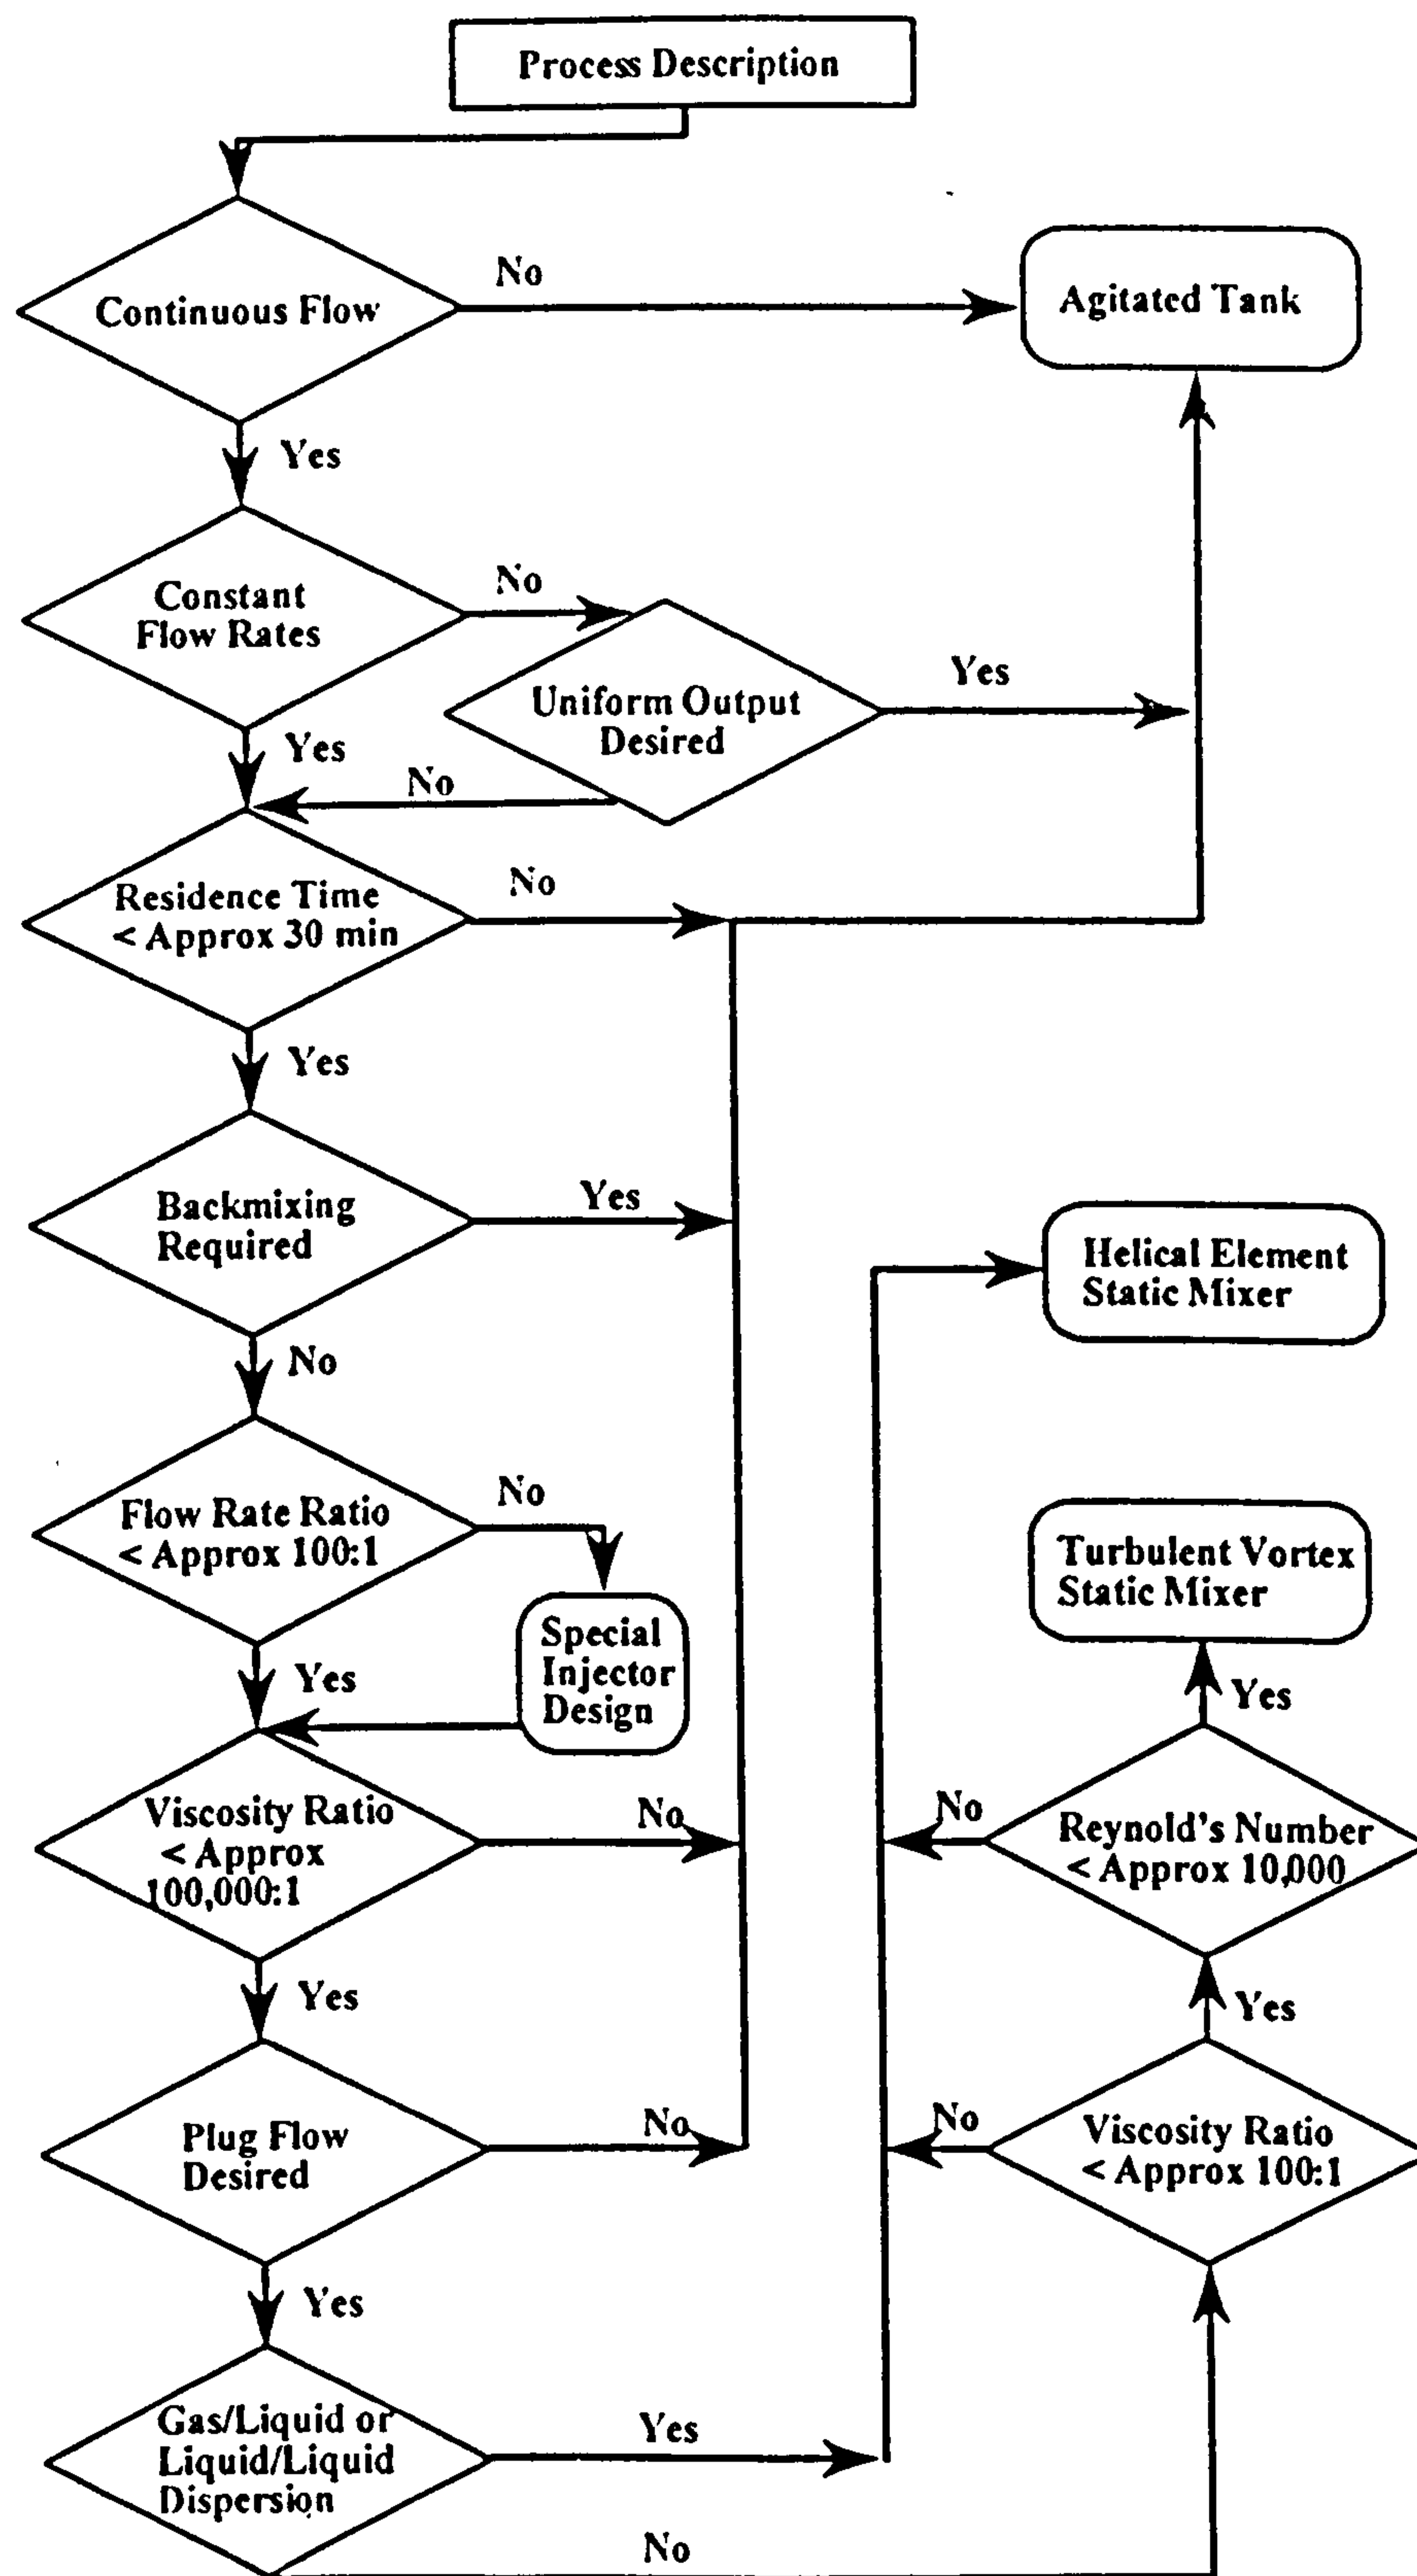 Process Description
Continuous Flow
No
Agitated Tank
Yes
Constant
Flow Rates
No
Uniform Output
Desired
Yes
Yes
No
Residence Time
< Approx 30 min
No
Yes
Backmixing
Required
Yes
Helical Element
Static Mixer
No
Flow Rate Ratio
< Approx 100:1
No
Turbulent Vortex
Static Mixer
Special
Injector
Design
Yes
Yes
Viscosity Ratio
< Approx
100,000:1
No
No
Reynold's Number
< Approx 10,000
Yes
Yes
Plug Flow
Desired
No
No
Viscosity Ratio
< Approx 100:1
Yes
Gas/Liquid or
Liquid/Liquid
Dispersion
Yes
No